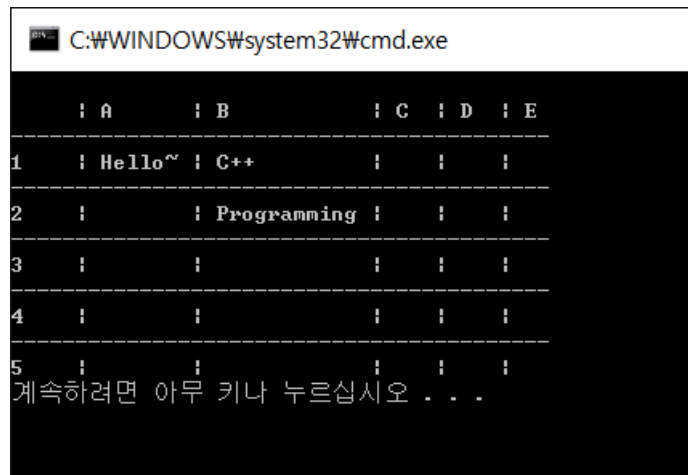 C:₩WINDOWS₩system32₩cmd.exe
| A | B | C | D | E
1 | Hello~ | C++ | | |
2 | | Programming | | |
3 | | | | |
4 | | | | |
5 | | | | |
계속하려면 아무 키나 누르십시오 . . .